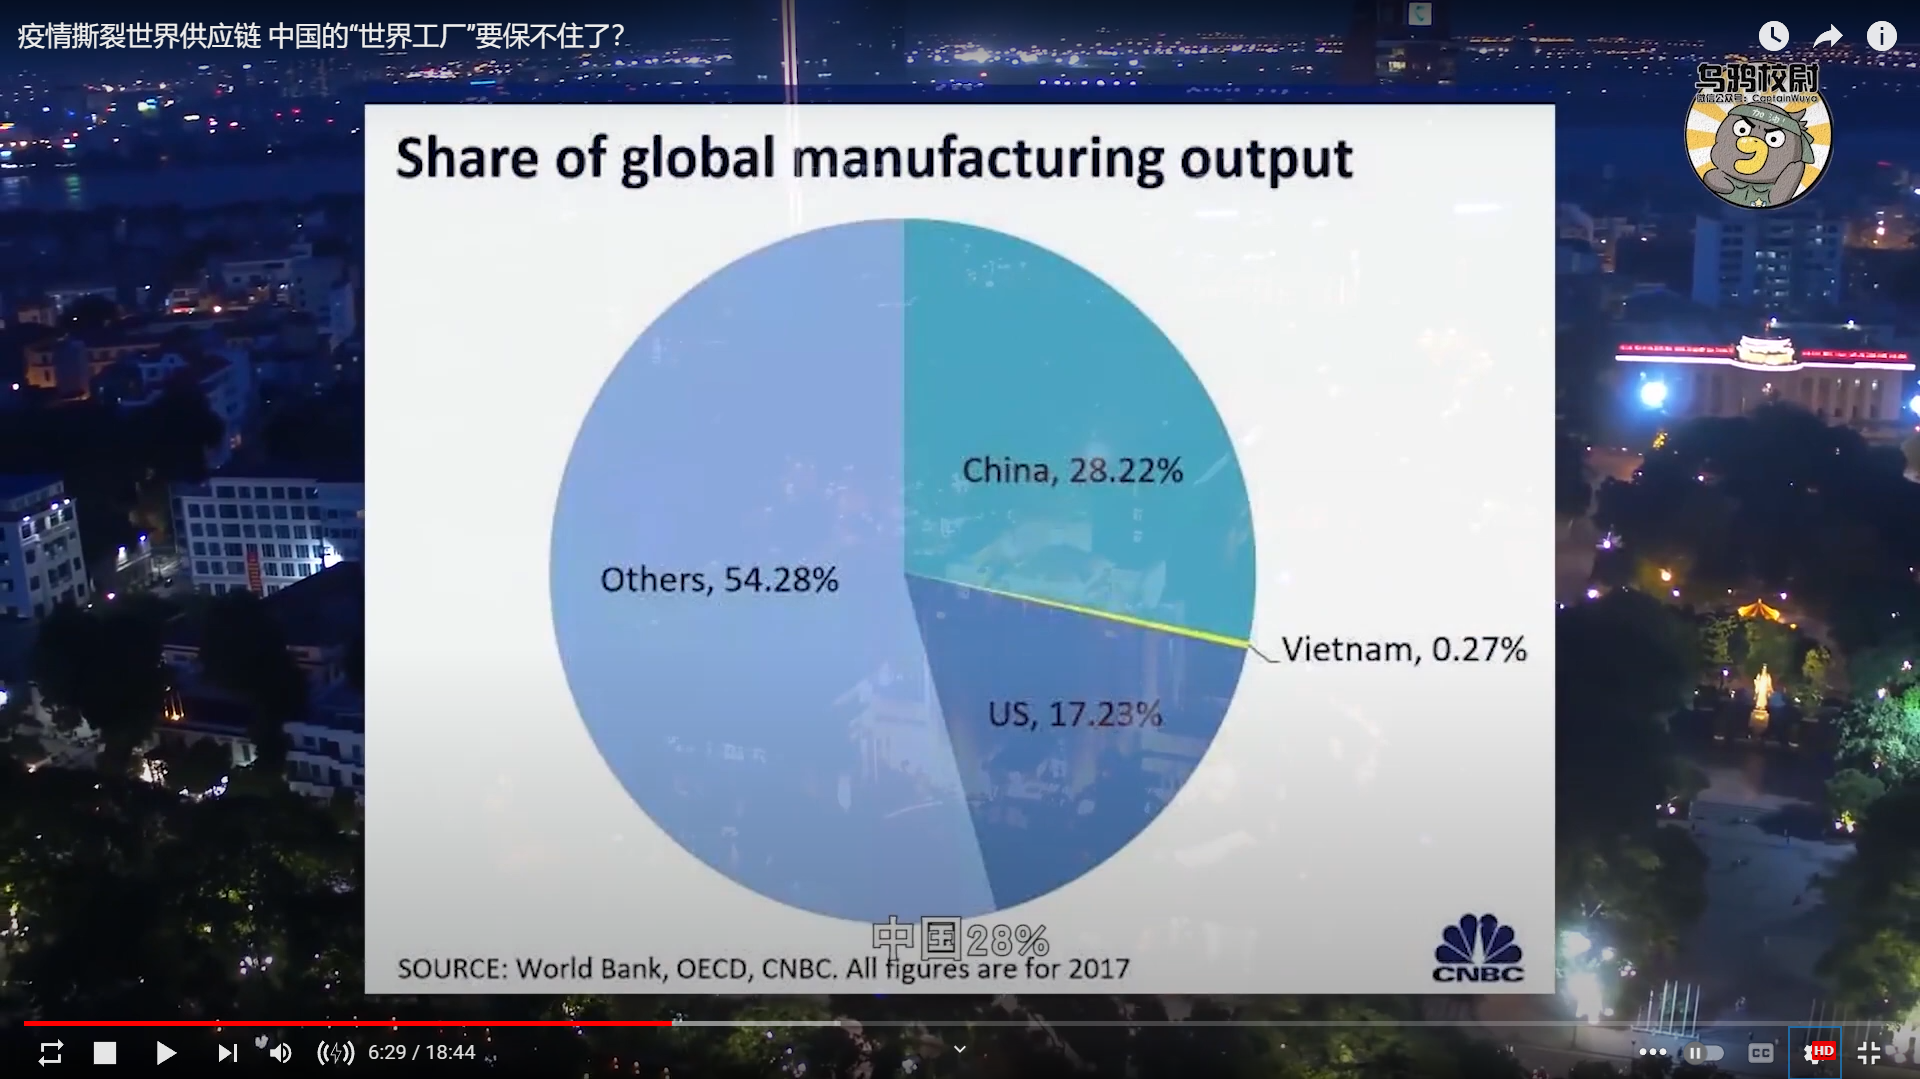 疫情撕裂世界供应链 中国的“世界工厂”要保不住了?
乌鸦校尉
微信公众号: CaptainWuya
加油!
Share of global manufacturing output
China, 28.22%
Others, 54.28%
Vietnam, 0.27%
US, 17.23%
中国28%
SOURCE: World Bank, OECD, CNBC. All figures are for 2017
CNBC
6:29 / 18:44
CC
HD